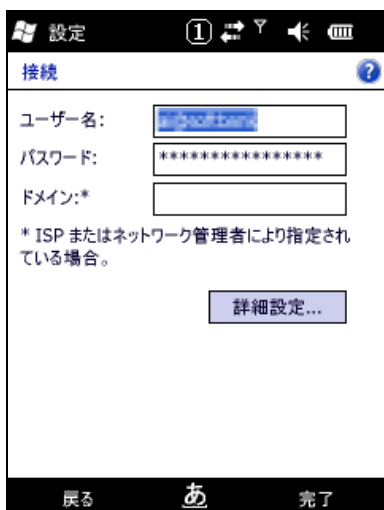 設定
1
接続
?
ユーザー名:
パスワード: ****************
ドメイン:*
* ISP またはネットワーク管理者により指定され
ている場合。
詳細設定...
戻る
あ
完了